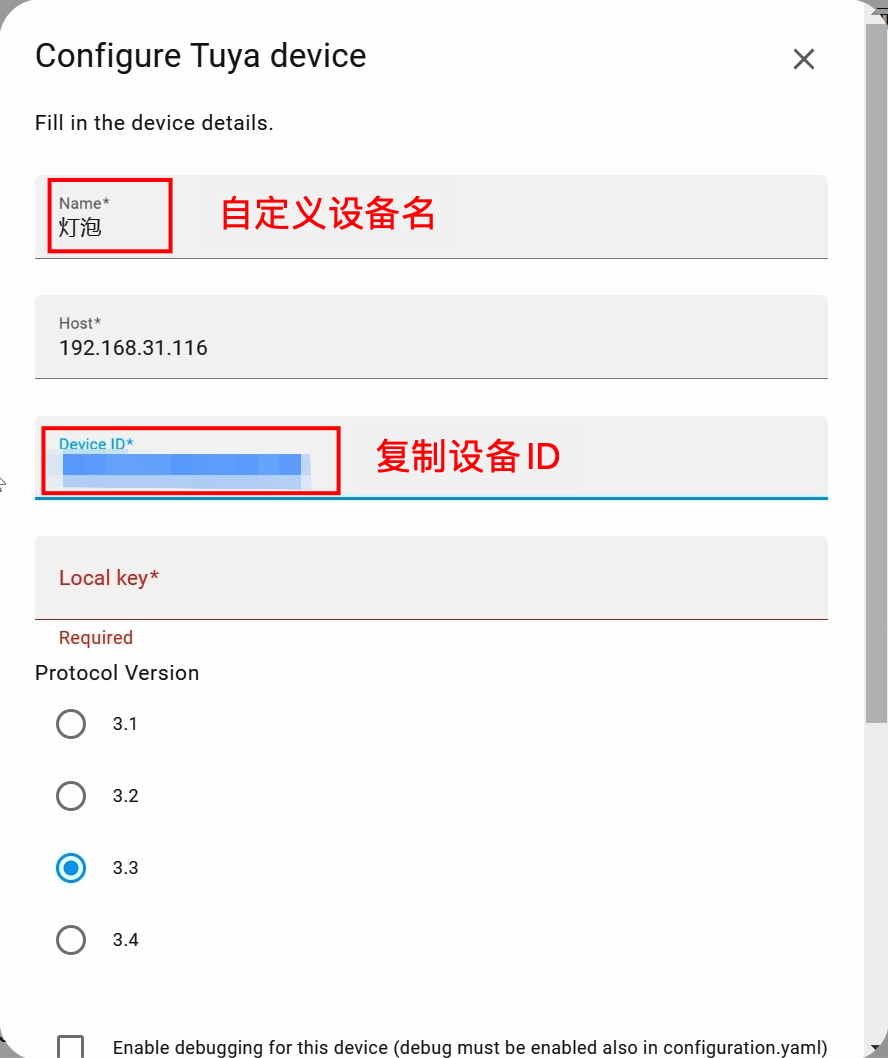 Configure Tuya device
Fill in the device details.
Name*
灯泡
自定义设备名
Host*
192.168.31.116
Device ID*
复制设备ID
Local key*
Required
Protocol Version
3.1
3.2
3.3
3.4
Enable debugging for this device (debug must be enabled also in configuration.yaml)